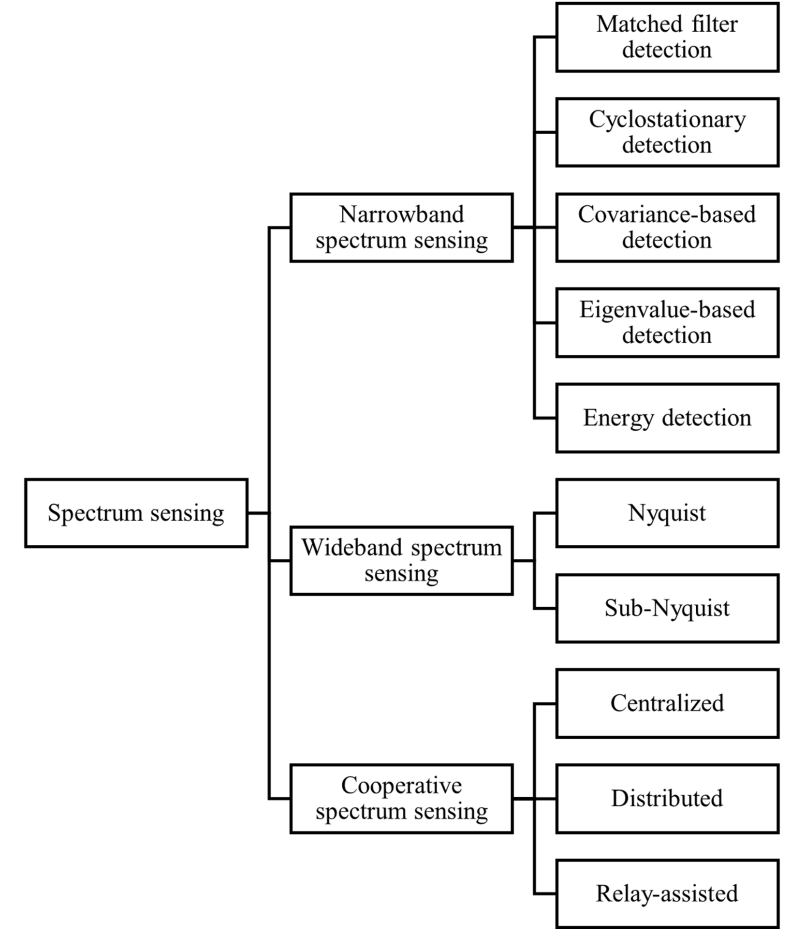 Spectrum sensing
Narrowband
spectrum sensing
Matched filter
detection
Cyclostationary
detection
Covariance-based
detection
Eigenvalue-based
detection
Energy detection
Wideband spectrum
sensing
Nyquist
Sub-Nyquist
Cooperative
spectrum sensing
Centralized
Distributed
Relay-assisted